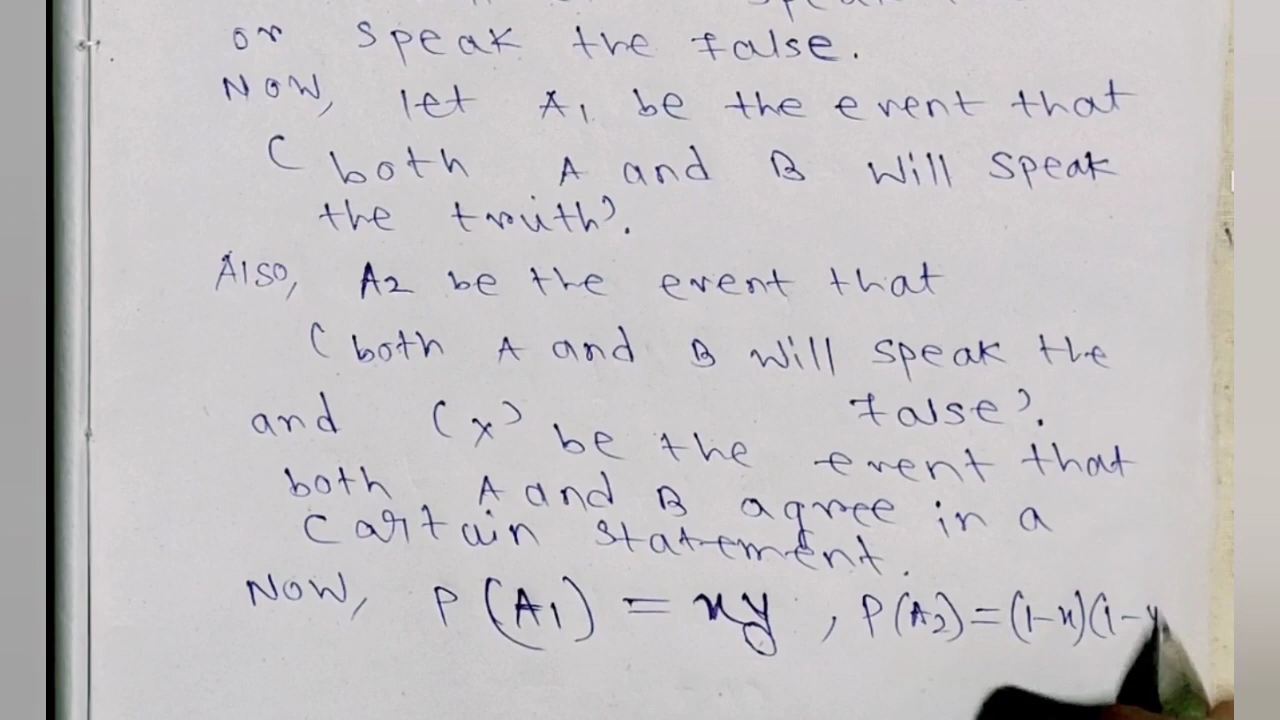 or speak the false.
Now, let A1 be the event that
(both A and B will speak
the truth).
Also, A2 be the event that
(both A and B will speak the
false).
and (x) be the event that
both A and B agree in a
certain statement.
Now, P(A1) = xy, P(A2) = (1-x)(1-y